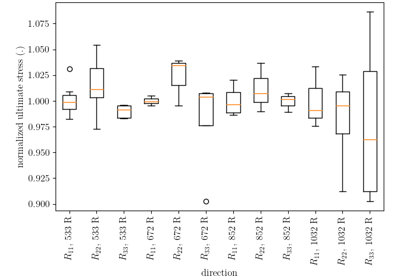 normalized ultimate stress (.)
1.075
1.050
1.025
1.000
0.975
0.950
0.925
0.900
R₁₁, 533 R
R₂₂, 533 R
R₃₃, 533 R
R₁₁, 672 R
R₂₂, 672 R
R₃₃, 672 R
R₁₁, 852 R
R₂₂, 852 R
R₃₃, 852 R
R₁₁, 1032 R
R₂₂, 1032 R
R₃₃, 1032 R
direction